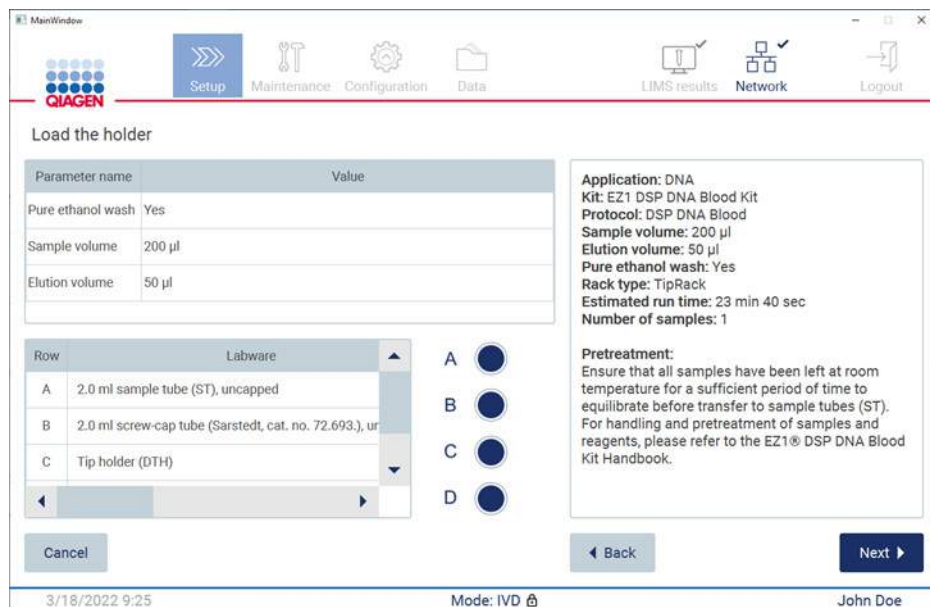 MainWindow
QIAGEN
Setup
Maintenance
Configuration
Data
LIMS results
Network
Logout
Load the holder
Parameter name Value
Pure ethanol wash Yes
Sample volume 200 µl
Elution volume 50 µl
Row Labware
A 2.0 ml sample tube (ST), uncapped
B 2.0 ml screw-cap tube (Sarstedt, cat. no. 72.693.), ur
C Tip holder (DTH)
A
B
C
D
Application: DNA
Kit: EZ1 DSP DNA Blood Kit
Protocol: DSP DNA Blood
Sample volume: 200 µl
Elution volume: 50 µl
Pure ethanol wash: Yes
Rack type: TipRack
Estimated run time: 23 min 40 sec
Number of samples: 1
Pretreatment:
Ensure that all samples have been left at room
temperature for a sufficient period of time to
equilibrate before transfer to sample tubes (ST).
For handling and pretreatment of samples and
reagents, please refer to the EZ1® DSP DNA Blood
Kit Handbook.
Cancel
Back
Next
3/18/2022 9:25
Mode: IVD
John Doe